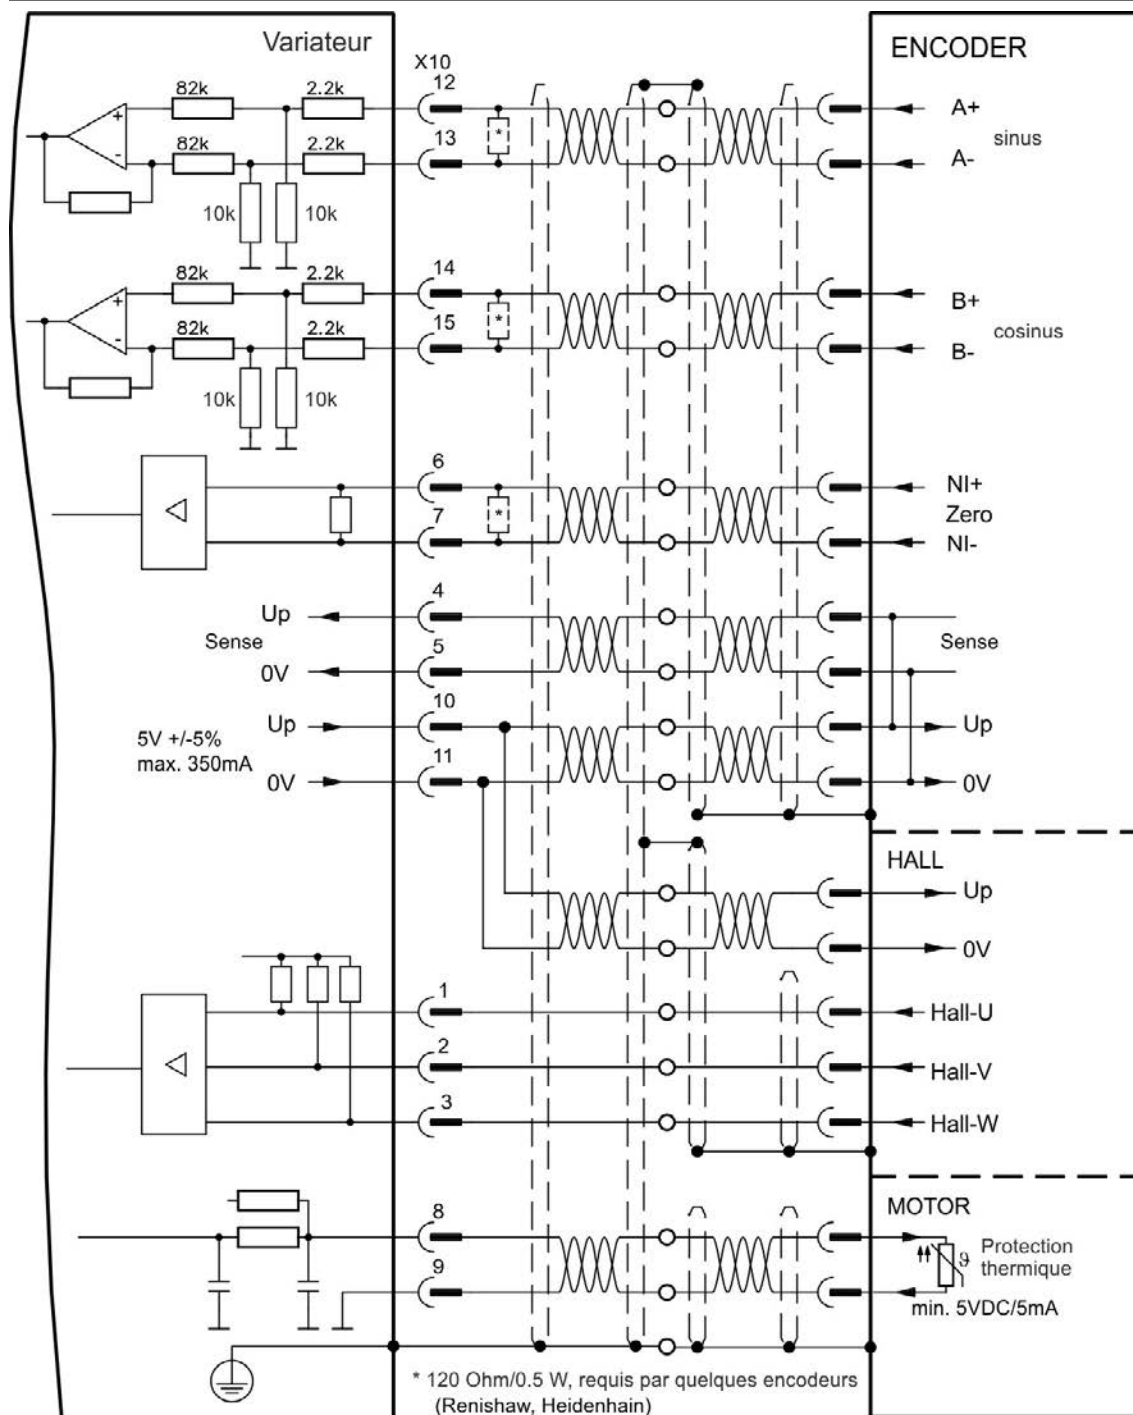 Variateur
X10
ENCODER
82k
2.2k
12
A+
+
*
sinus
-
82k
2.2k
13
A-
10k
10k
82k
2.2k
14
B+
+
*
cosinus
-
82k
2.2k
15
B-
10k
10k
6
NI+
*
Zero
7
NI-
Up
4
Sense
Sense
0V
5
Up
10
Up
5V +/-5%
max. 350mA
0V
11
0V
HALL
Up
0V
1
Hall-U
2
Hall-V
3
Hall-W
MOTOR
8
Protection
thermique
ϑ
9
min. 5VDC/5mA
* 120 Ohm/0.5 W, requis par quelques encodeurs
(Renishaw, Heidenhain)